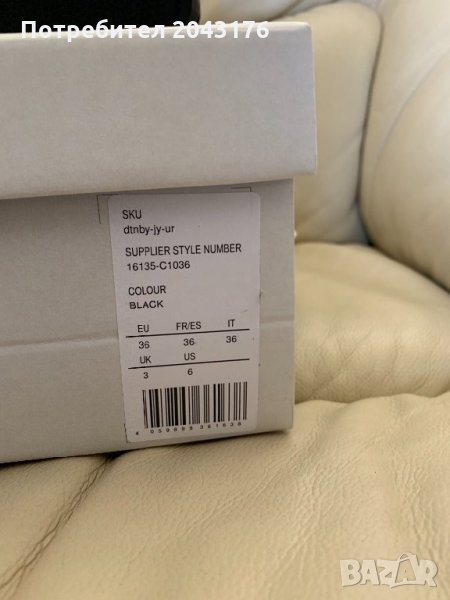 Потребител 2043176
SKU
dtnby-jy-ur
SUPPLIER STYLE NUMBER
16135-C1036
COLOUR
BLACK
EU FR/ES IT
36 36 36
UK US
3 6
BAZAR